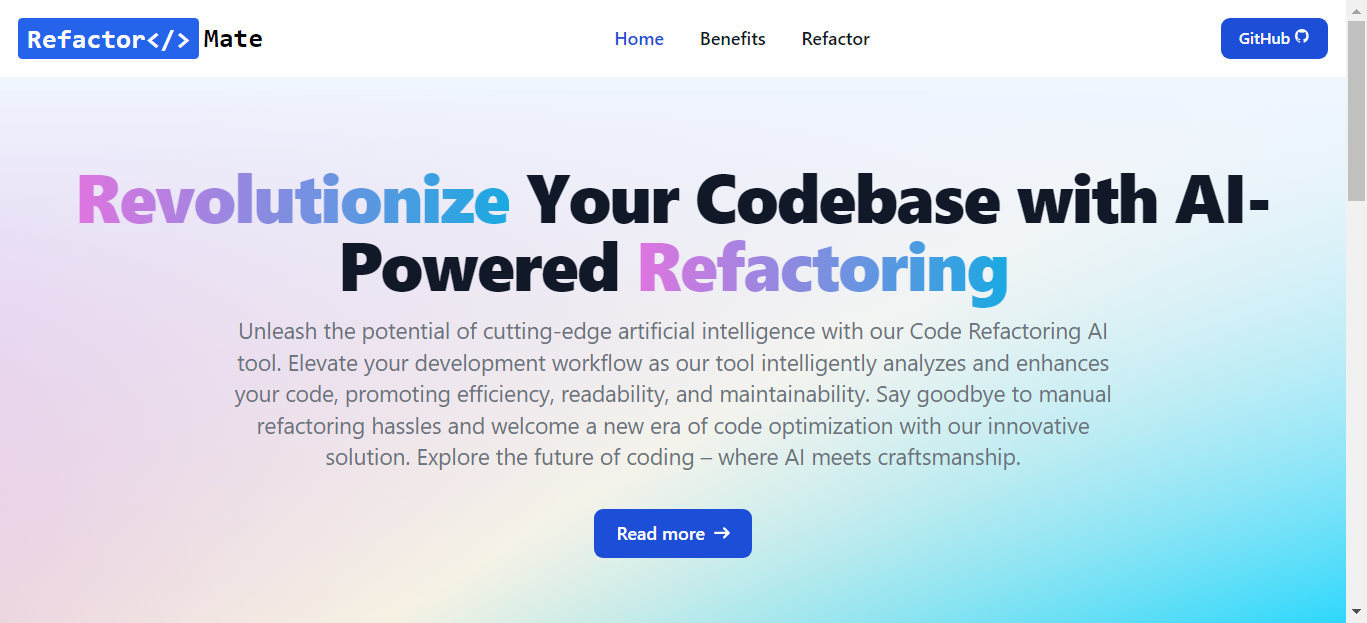 Refactor</> Mate
Home
Benefits
Refactor
GitHub
Revolutionize Your Codebase with AI-
Powered Refactoring
Unleash the potential of cutting-edge artificial intelligence with our Code Refactoring AI
tool. Elevate your development workflow as our tool intelligently analyzes and enhances
your code, promoting efficiency, readability, and maintainability. Say goodbye to manual
refactoring hassles and welcome a new era of code optimization with our innovative
solution. Explore the future of coding – where AI meets craftsmanship.
Read more →